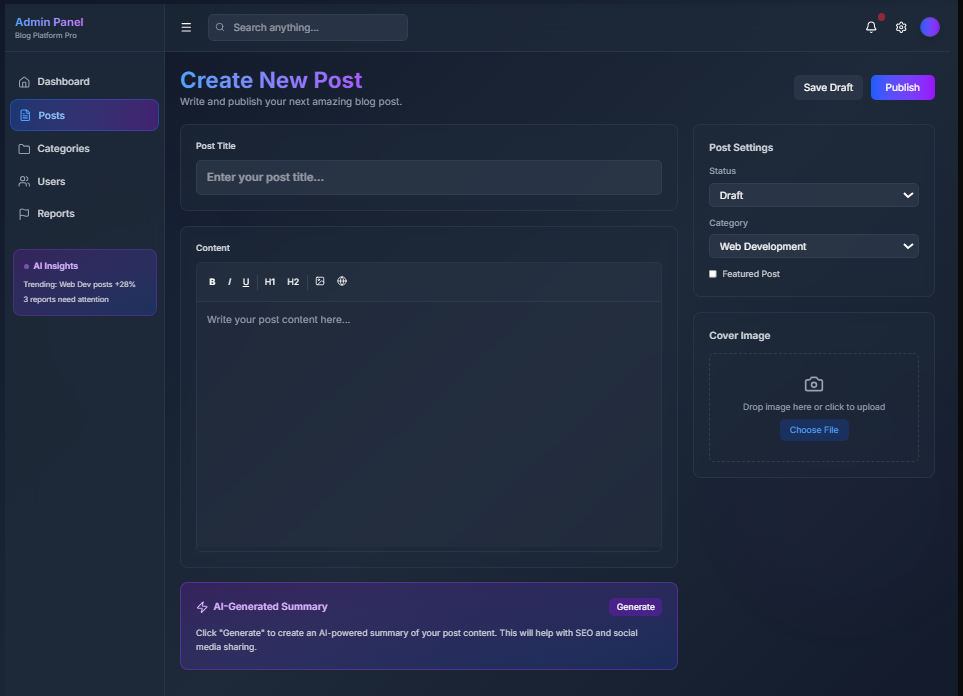 Admin Panel
Blog Platform Pro
Search anything...
Dashboard
Posts
Categories
Users
Reports
AI Insights
Trending: Web Dev posts +28%
3 reports need attention
Create New Post
Write and publish your next amazing blog post.
Save Draft
Publish
Post Title
Enter your post title...
Content
B I U H1 H2
Write your post content here...
AI-Generated Summary
Generate
Click "Generate" to create an AI-powered summary of your post content. This will help with SEO and social
media sharing.
Post Settings
Status
Draft
Category
Web Development
Featured Post
Cover Image
Drop image here or click to upload
Choose File